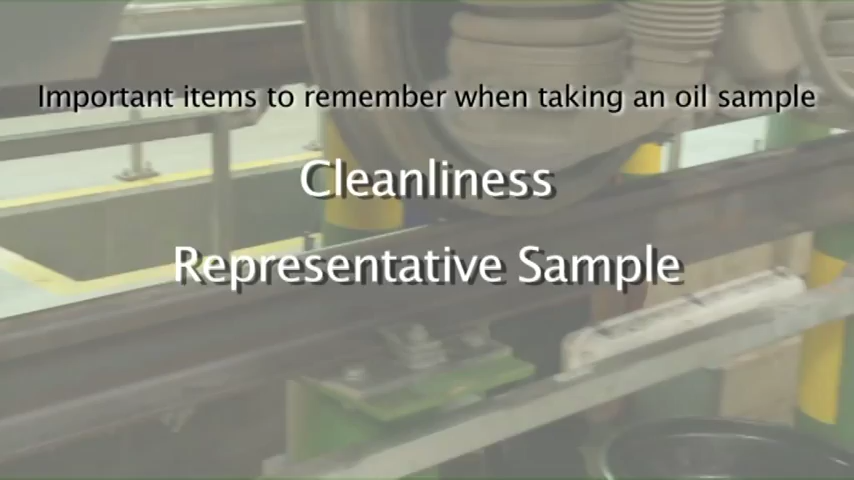 Important items to remember when taking an oil sample
Cleanliness
Representative Sample